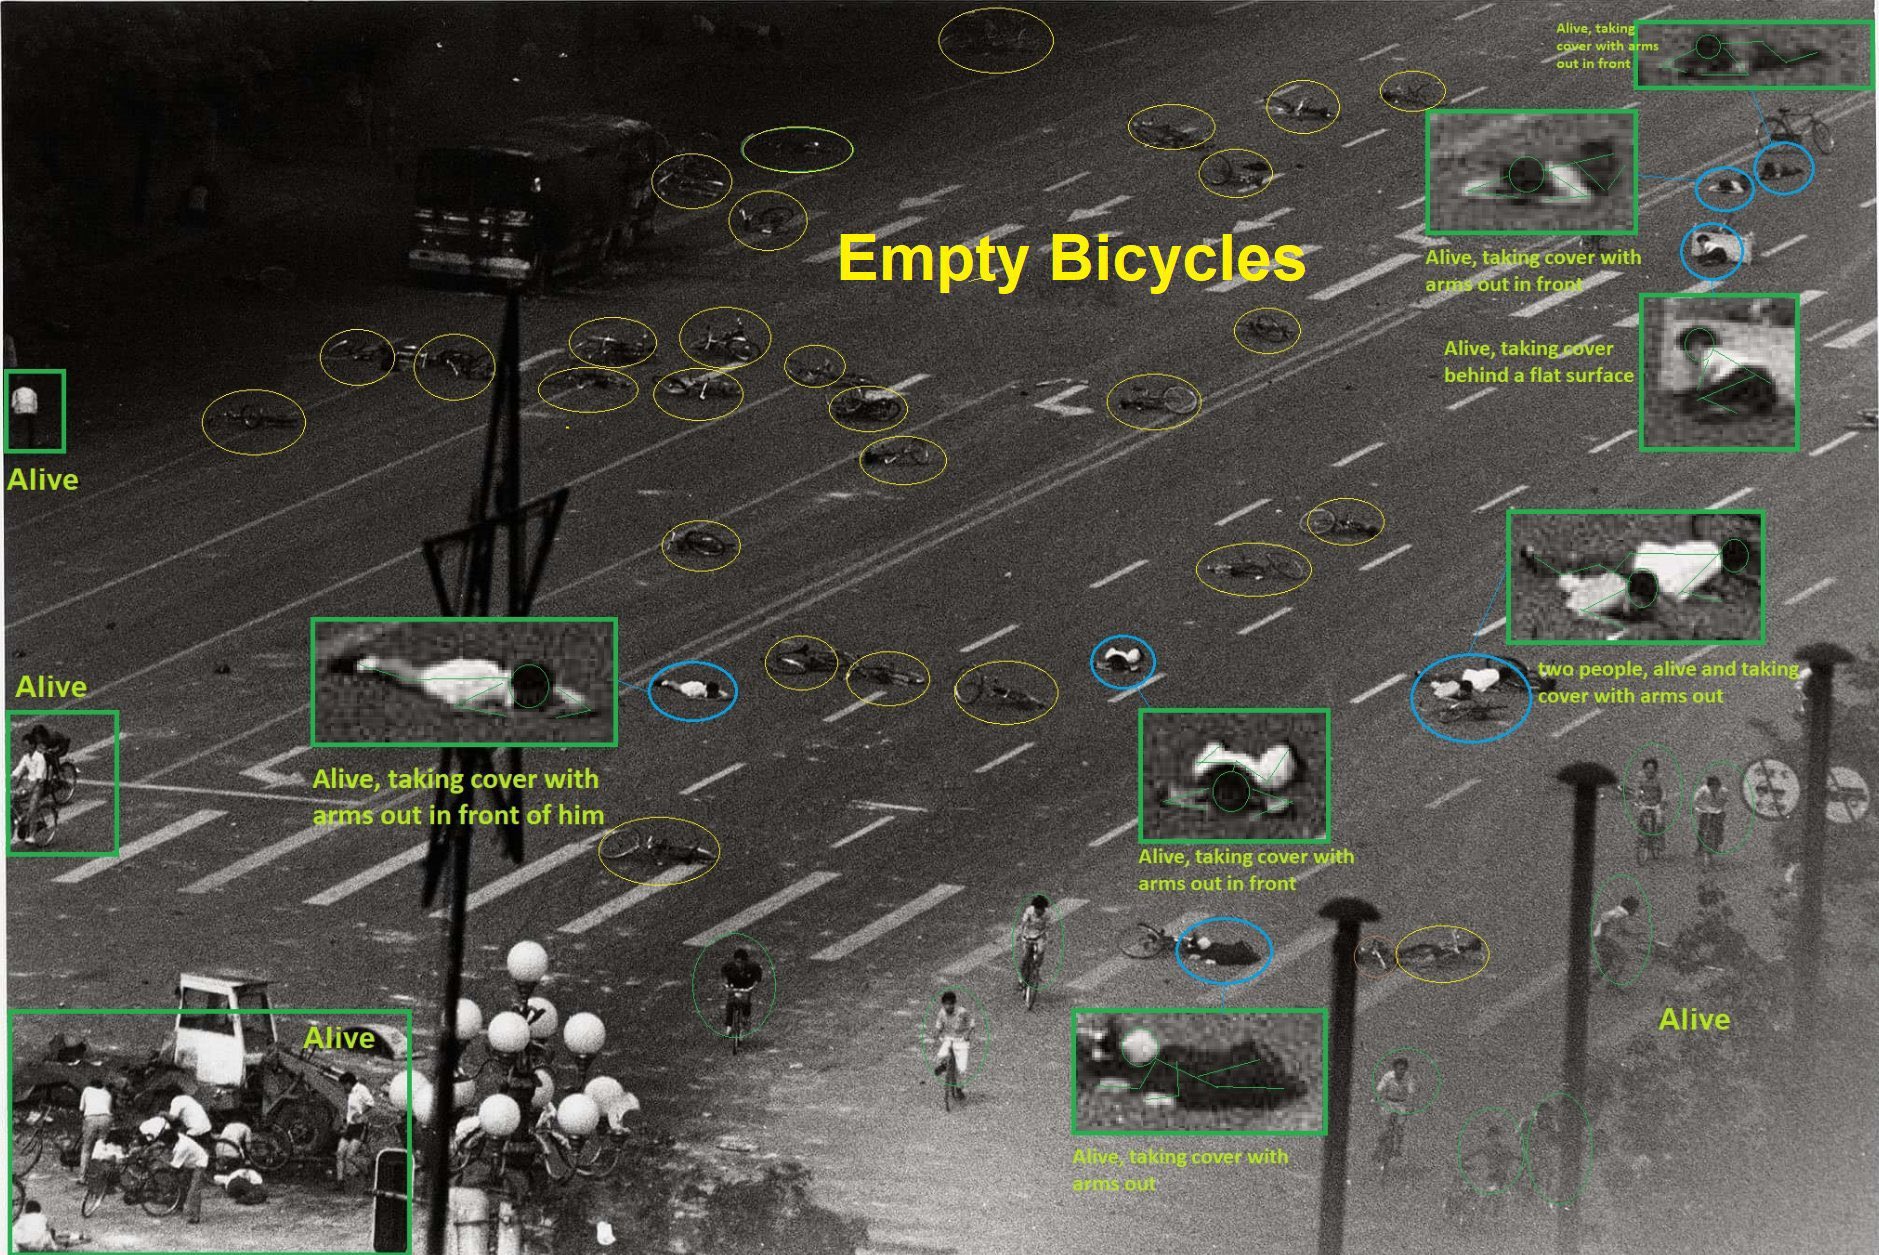 Alive, taking
cover with arms
out in front
Empty Bicycles
Alive, taking cover with
arms out in front
Alive, taking cover
behind a flat surface
Alive
two people, alive and taking
cover with arms out
Alive
Alive, taking cover with
arms out in front of him
Alive, taking cover with
arms out in front
Alive
Alive
Alive, taking cover with
arms out